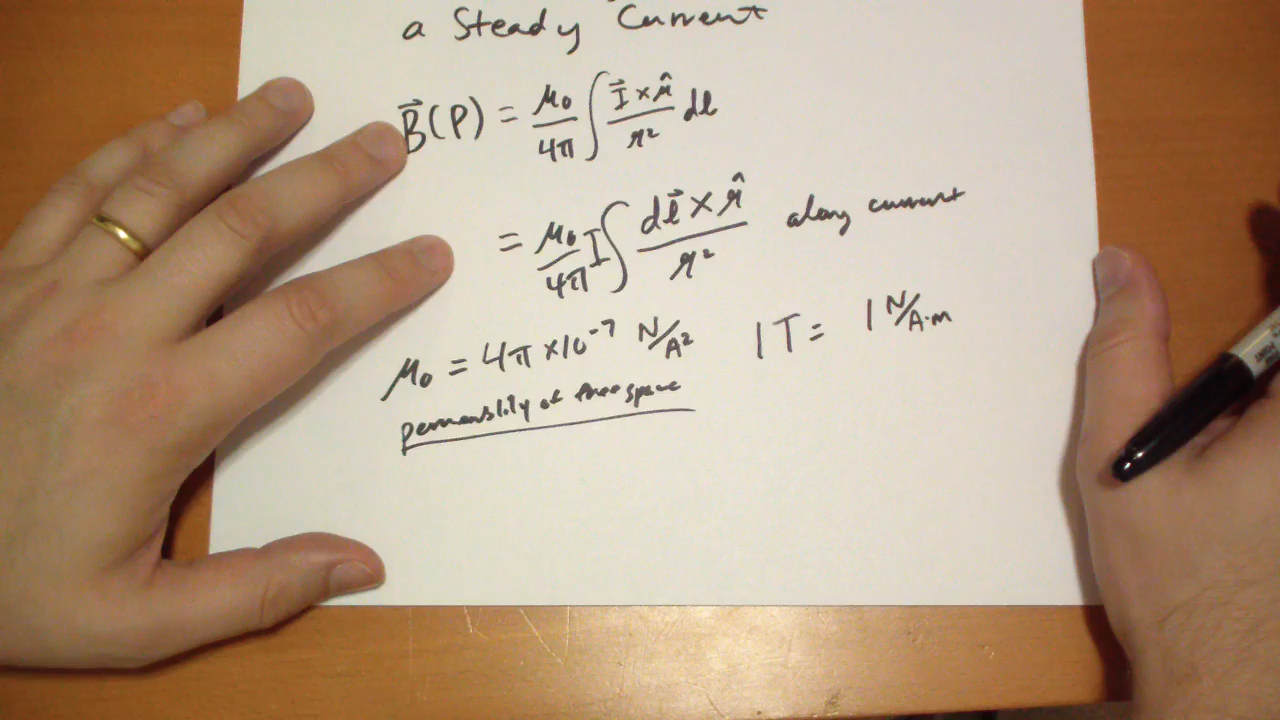 a Steady Current
B⃗(P) = μ₀/4π ∫ I⃗ × r̂/r² dl
= μ₀/4π I ∫ dl⃗ × r̂/r² along current
μ₀ = 4π × 10⁻⁷ N/A² 1 T = 1 N/A·m
permeability of free space